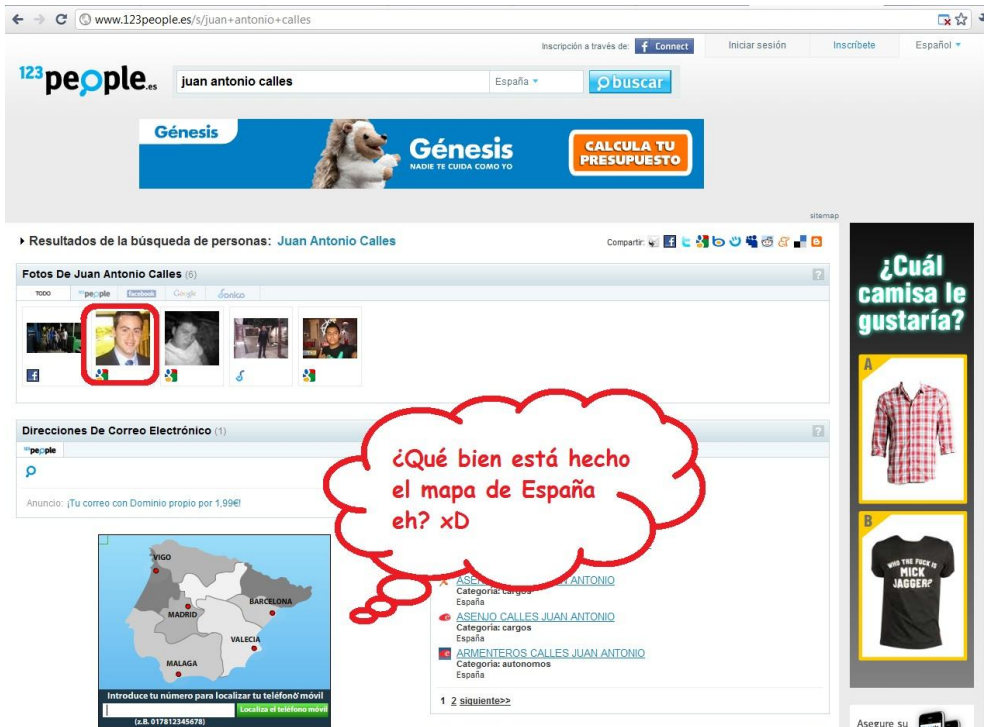 www.123people.es/s/juan+antonio+calles
Inscripción a través de: f Connect Iniciar sesión Inscríbete Español
123people.es juan antonio calles España buscar
Génesis
Génesis
NADIE TE CUIDA COMO YO
CALCULA TU
PRESUPUESTO
sitemap
Resultados de la búsqueda de personas: Juan Antonio Calles Compartir:
Fotos De Juan Antonio Calles (6)
TODO 123people facebook Google Sonico
Direcciones De Correo Electrónico (1)
123people
Anuncio: ¡Tu correo con Dominio propio por 1,99€!
¿Qué bien está hecho
el mapa de España
eh? xD
VIGO
BARCELONA
MADRID
VALECIA
MALAGA
Introduce tu número para localizar tu teléfono móvil
Localiza el teléfono móvil
(z.B. 017812345678)
ANTONIO
Categoría: cargos
España
ASENJO CALLES JUAN ANTONIO
Categoría: cargos
España
ARMENTEROS CALLES JUAN ANTONIO
Categoría: autonomos
España
1 2 siguiente>>
¿Cuál
camisa le
gustaría?
A
B
WHO THE FUCK IS
MICK
JAGGER?
Asegure su